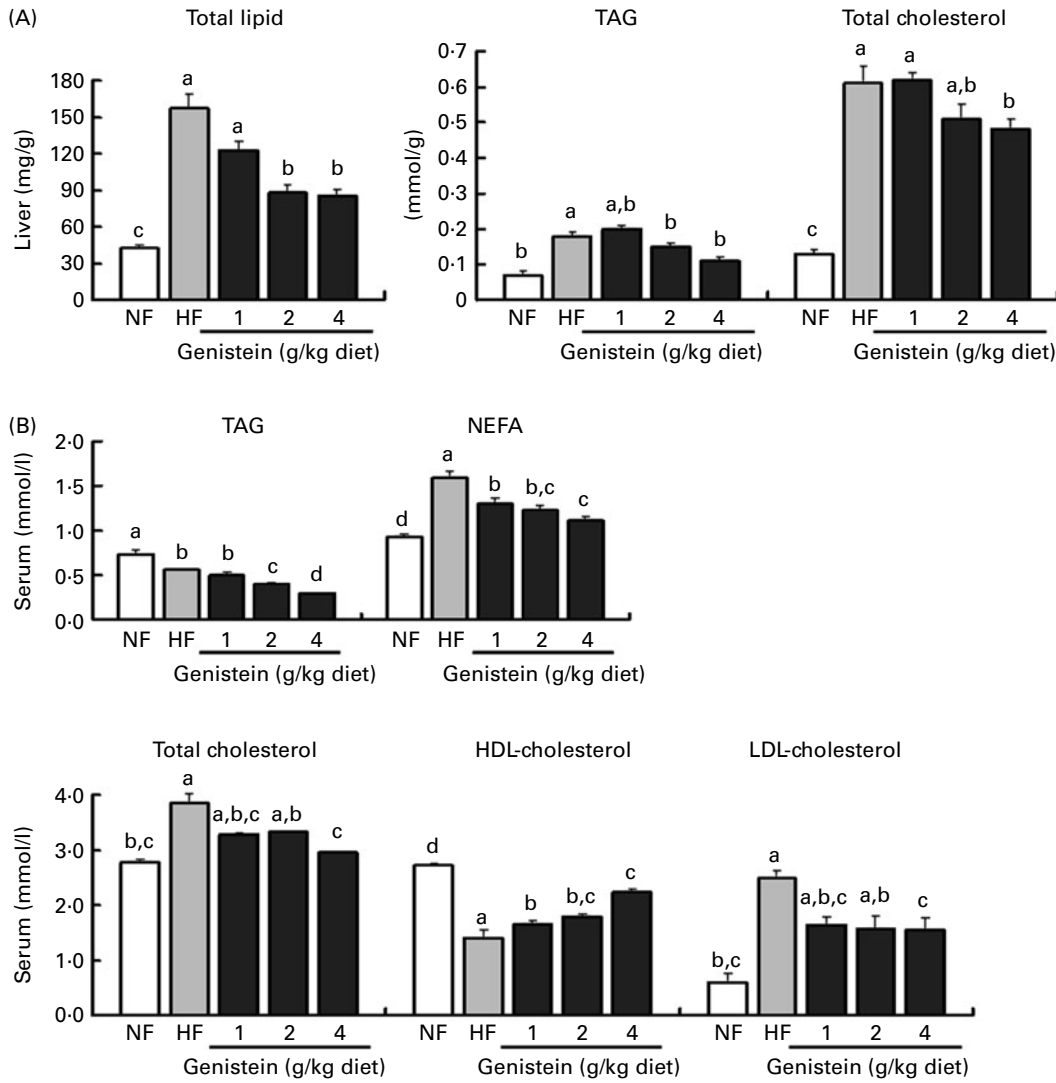 (A)
Total lipid
TAG
Total cholesterol
Liver (mg/g)
180
150
120
90
60
30
0
c
a
a
b
b
NF HF 1 2 4
Genistein (g/kg diet)
(mmol/g)
0·7
0·6
0·5
0·4
0·3
0·2
0·1
0
b
a
a,b
b
b
NF HF 1 2 4
Genistein (g/kg diet)
c
a
a
a,b
b
NF HF 1 2 4
Genistein (g/kg diet)
(B)
TAG
NEFA
Serum (mmol/l)
2·0
1·5
1·0
0·5
0·0
a
b
b
c
d
NF HF 1 2 4
Genistein (g/kg diet)
d
a
b
b,c
c
NF HF 1 2 4
Genistein (g/kg diet)
Total cholesterol
HDL-cholesterol
LDL-cholesterol
Serum (mmol/l)
4·0
3·0
2·0
1·0
0·0
b,c
a
a,b,c
a,b
c
NF HF 1 2 4
Genistein (g/kg diet)
d
a
b
b,c
c
NF HF 1 2 4
Genistein (g/kg diet)
b,c
a
a,b,c
a,b
c
NF HF 1 2 4
Genistein (g/kg diet)